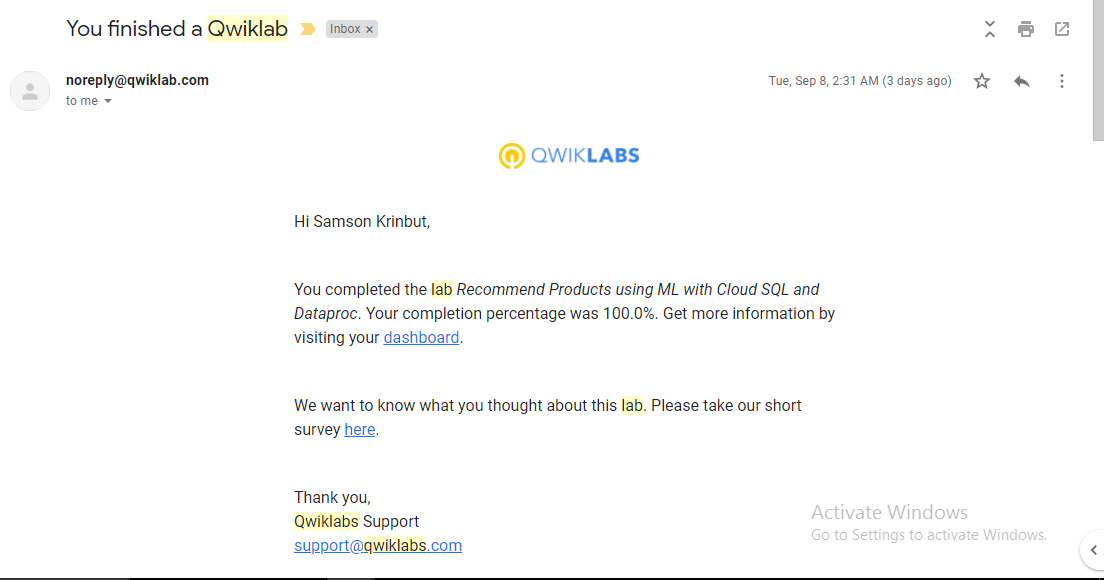 You finished a Qwiklab Inbox x
noreply@qwiklab.com Tue, Sep 8, 2:31 AM (3 days ago)
to me
QWIKLABS
Hi Samson Krinbut,
You completed the lab Recommend Products using ML with Cloud SQL and
Dataproc. Your completion percentage was 100.0%. Get more information by
visiting your dashboard.
We want to know what you thought about this lab. Please take our short
survey here.
Thank you,
Qwiklabs Support
support@qwiklabs.com
Activate Windows
Go to Settings to activate Windows.